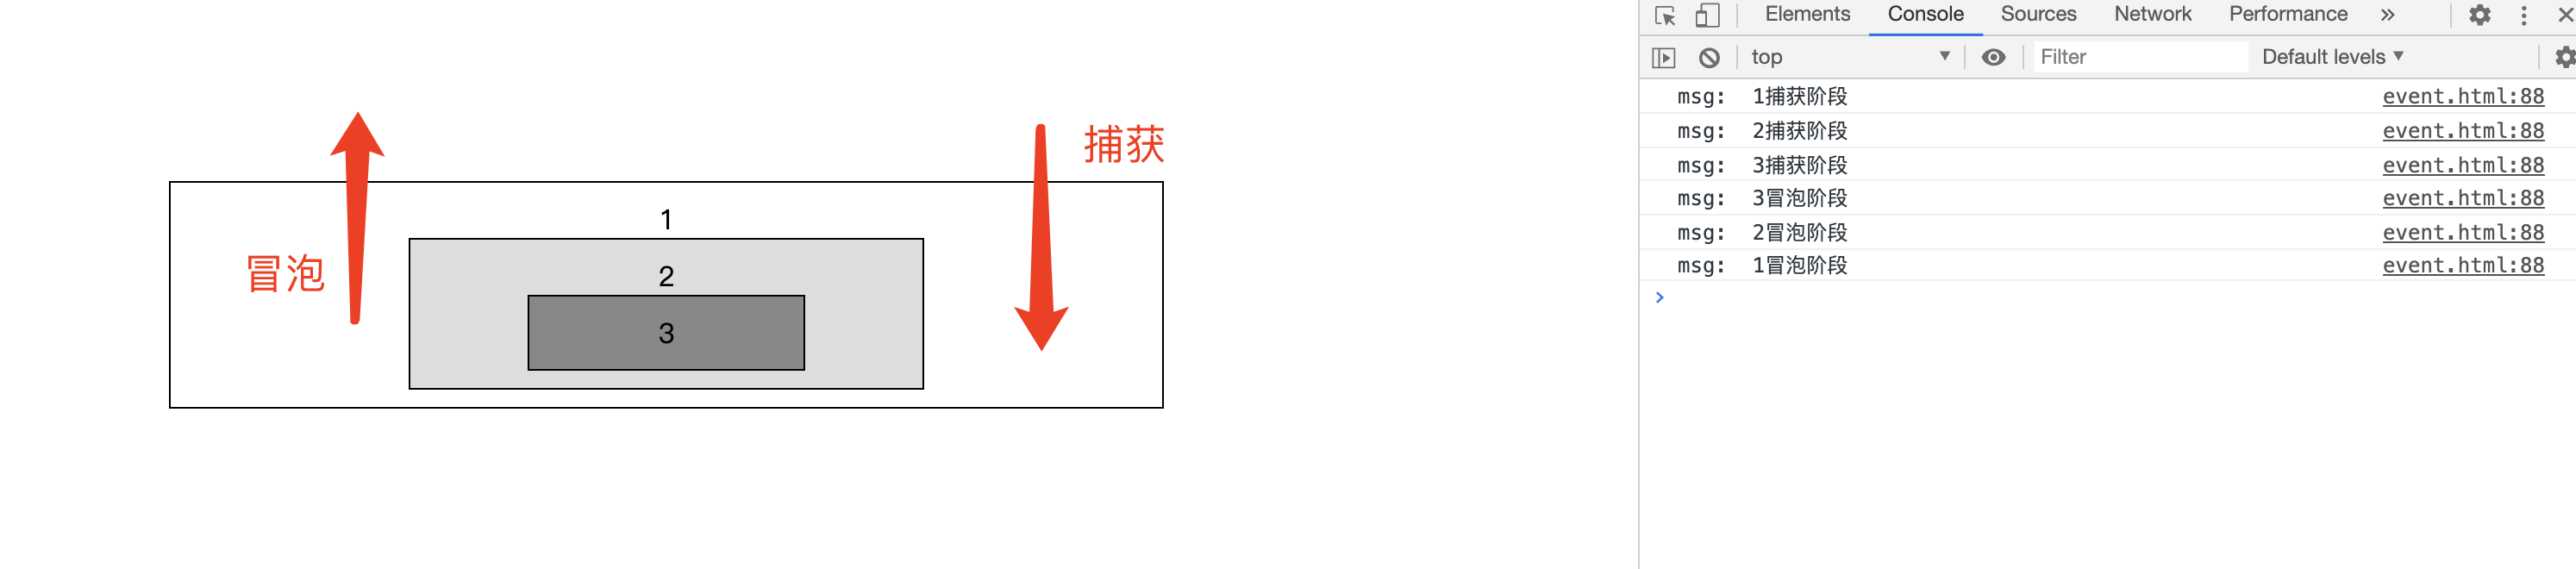 捕获
1
冒泡
2
3
Elements Console Sources Network Performance »
top Filter Default levels
msg: 1捕获阶段 event.html:88
msg: 2捕获阶段 event.html:88
msg: 3捕获阶段 event.html:88
msg: 3冒泡阶段 event.html:88
msg: 2冒泡阶段 event.html:88
msg: 1冒泡阶段 event.html:88